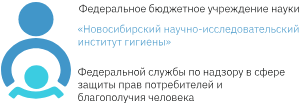 Федеральное бюджетное учреждение науки
«Новосибирский научно-исследовательский
институт гигиены»
Федеральной службы по надзору в сфере
защиты прав потребителей и
благополучия человека